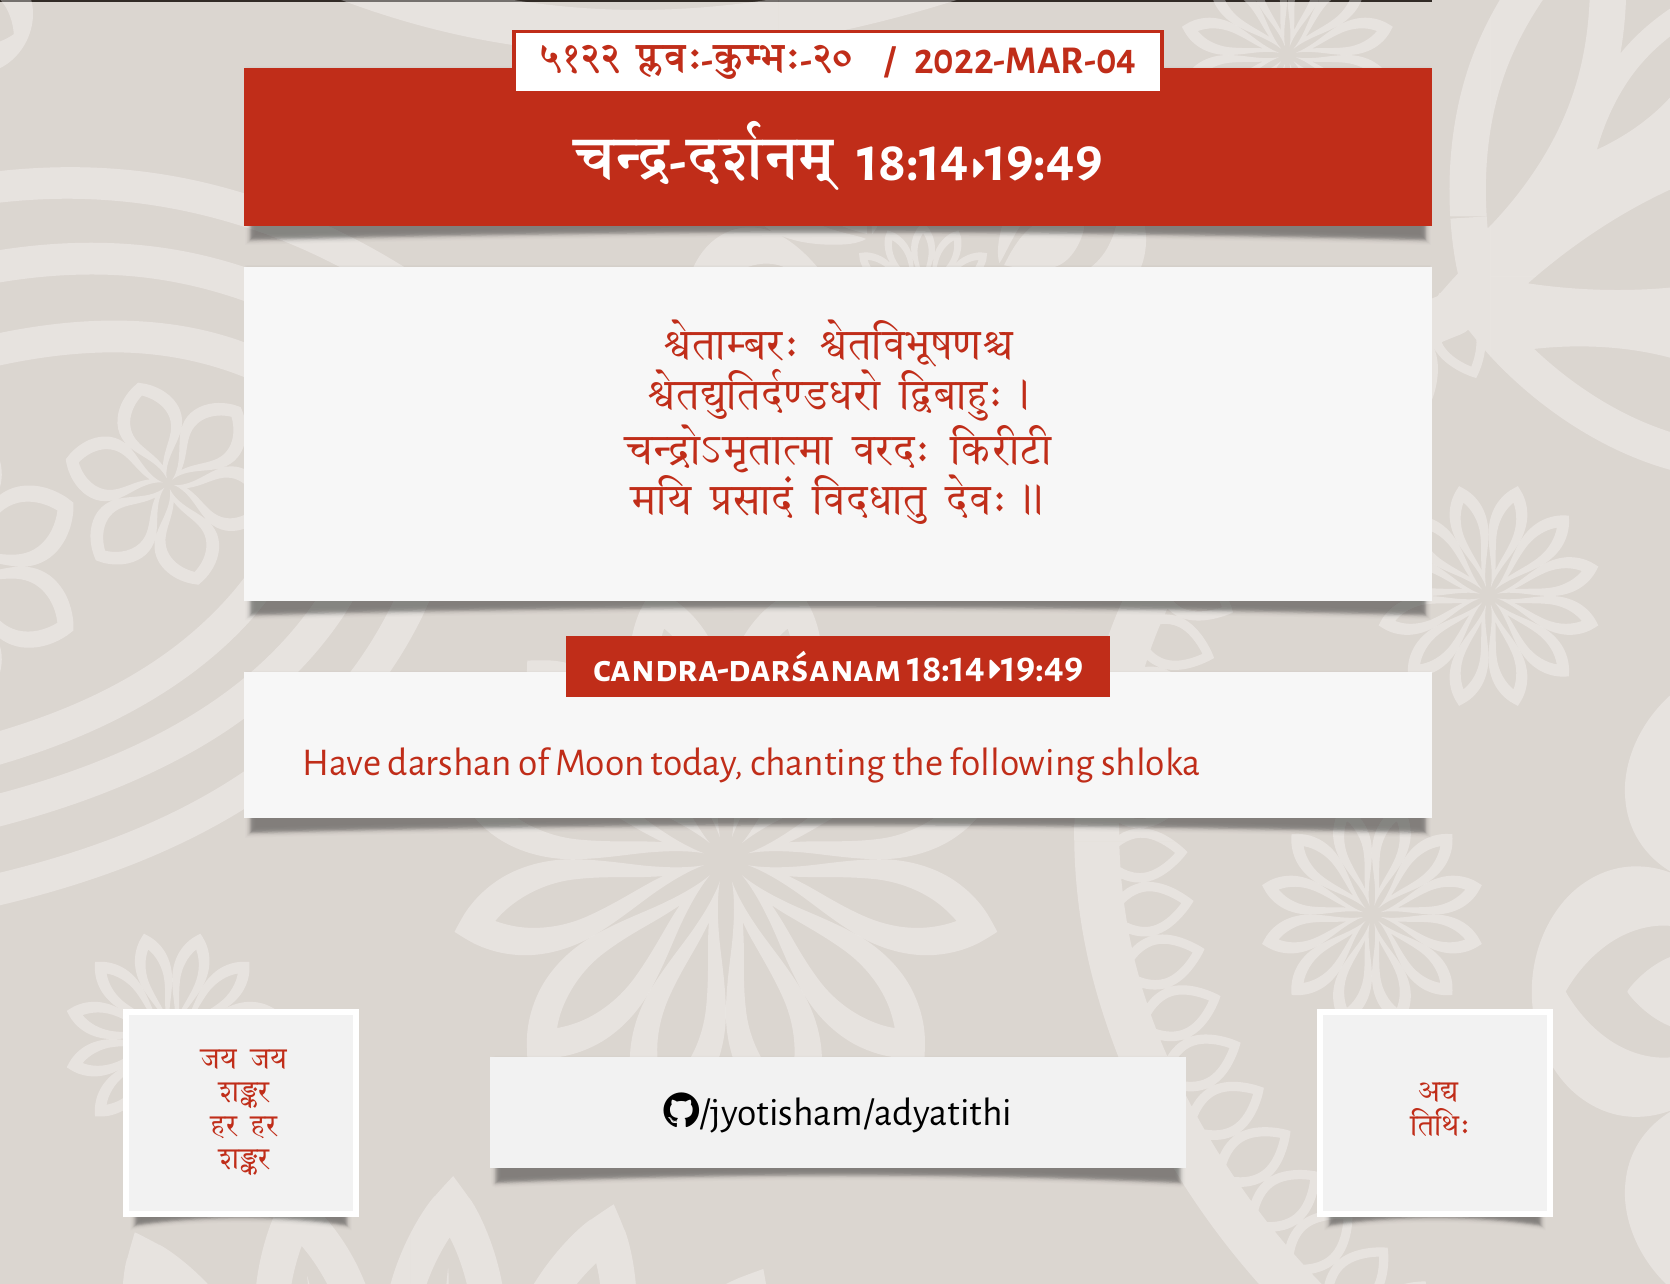 ५१२२ प्लवः-कुम्भः-२० / 2022-MAR-04
चन्द्र-दर्शनम् 18:14▸19:49
श्वेताम्बरः श्वेतविभूषणश्च
श्वेतद्युतिर्दण्डधरो द्विबाहुः ।
चन्द्रोऽमृतात्मा वरदः किरीटी
मयि प्रसादं विदधातु देवः ॥
CANDRA-DARŚANAM 18:14▸19:49
Have darshan of Moon today, chanting the following shloka
जय जय
शङ्कर
हर हर
शङ्कर
/jyotisham/adyatithi
अद्य
तिथिः